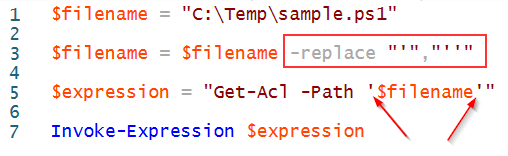 1 $filename = "C:\Temp\sample.ps1"
2
3 $filename = $filename -replace "'","''"
4
5 $expression = "Get-Acl -Path '$filename'"
6
7 Invoke-Expression $expression